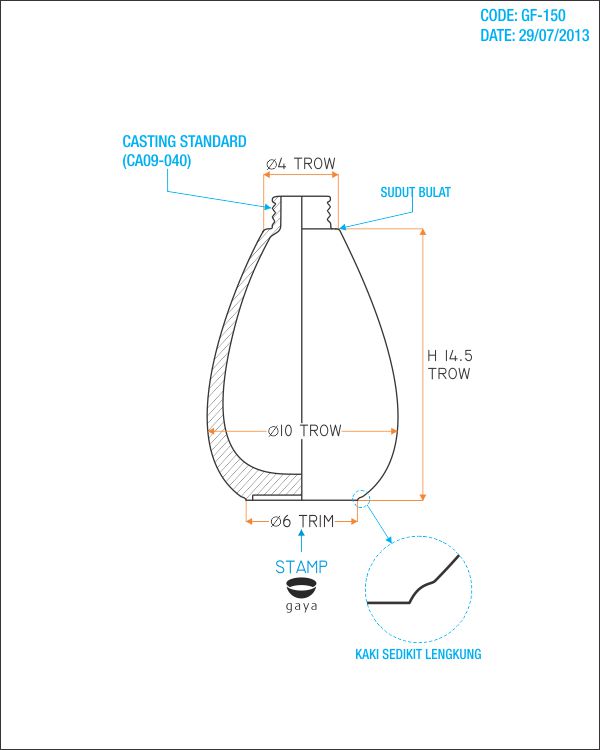 CODE: GF-150
DATE: 29/07/2013
CASTING STANDARD
(CA09-040)
Ø4 TROW
SUDUT BULAT
H 14.5
TROW
Ø10 TROW
Ø6 TRIM
STAMP
gaya
KAKI SEDIKIT LENGKUNG